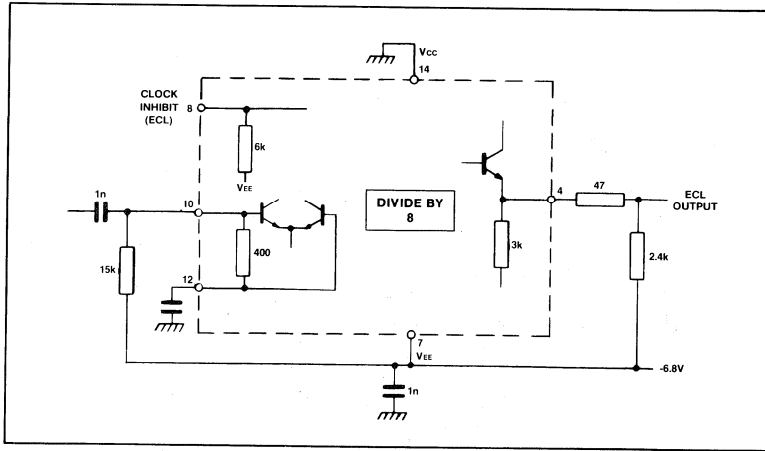 VCC
14
CLOCK
INHIBIT
(ECL)
8
6k
VEE
1n
10
DIVIDE BY
8
4
47
ECL
OUTPUT
400
3k
2.4k
15k
12
7
VEE
-6.8V
1n